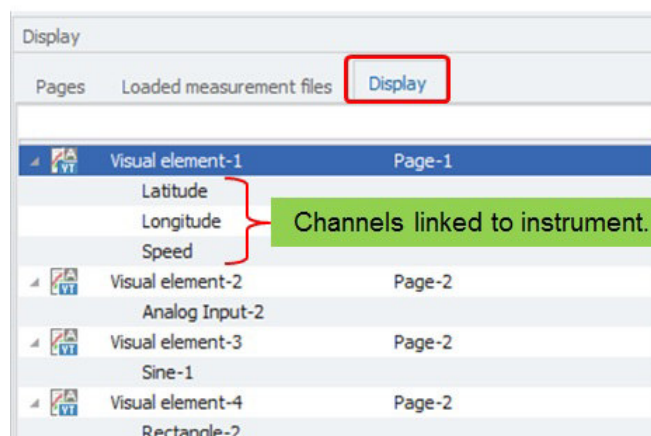 Display
Pages Loaded measurement files Display
Visual element-1 Page-1
Latitude
Longitude
Channels linked to instrument.
Speed
Visual element-2 Page-2
Analog Input-2
Visual element-3 Page-2
Sine-1
Visual element-4 Page-2
Rectangle-2